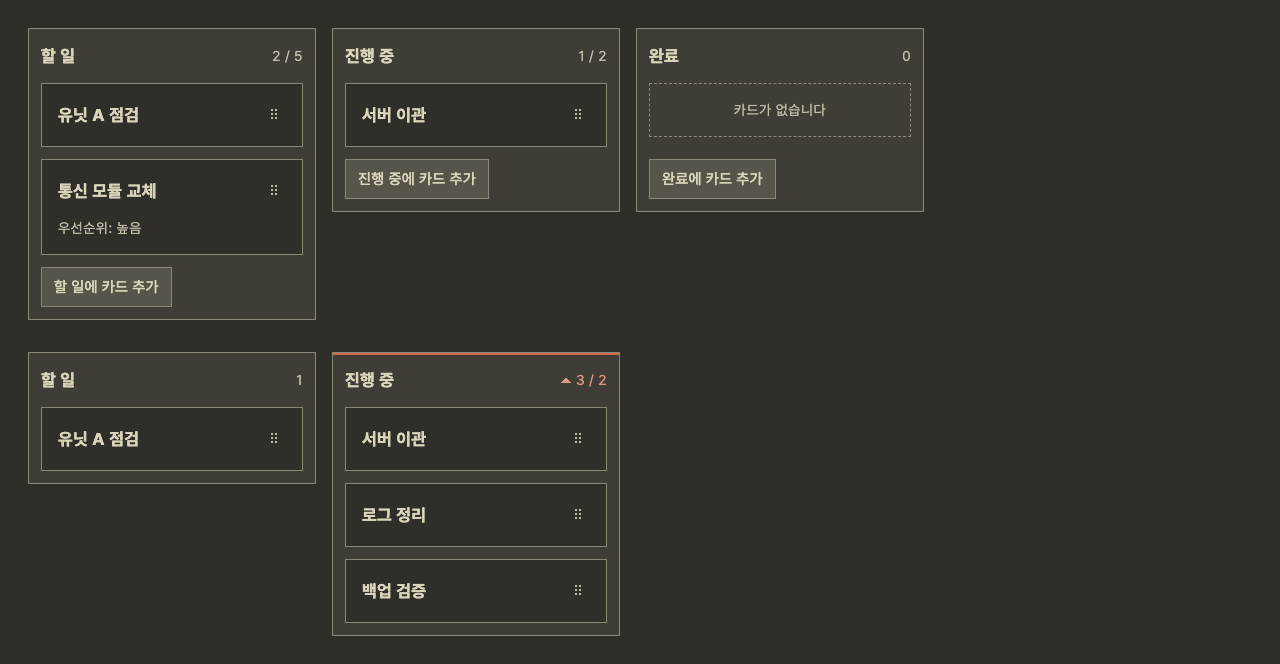 할 일 2 / 5
유닛 A 점검
통신 모듈 교체
우선순위: 높음
할 일에 카드 추가
진행 중 1 / 2
서버 이관
진행 중에 카드 추가
완료 0
카드가 없습니다
완료에 카드 추가
할 일 1
유닛 A 점검
진행 중 3 / 2
서버 이관
로그 정리
백업 검증